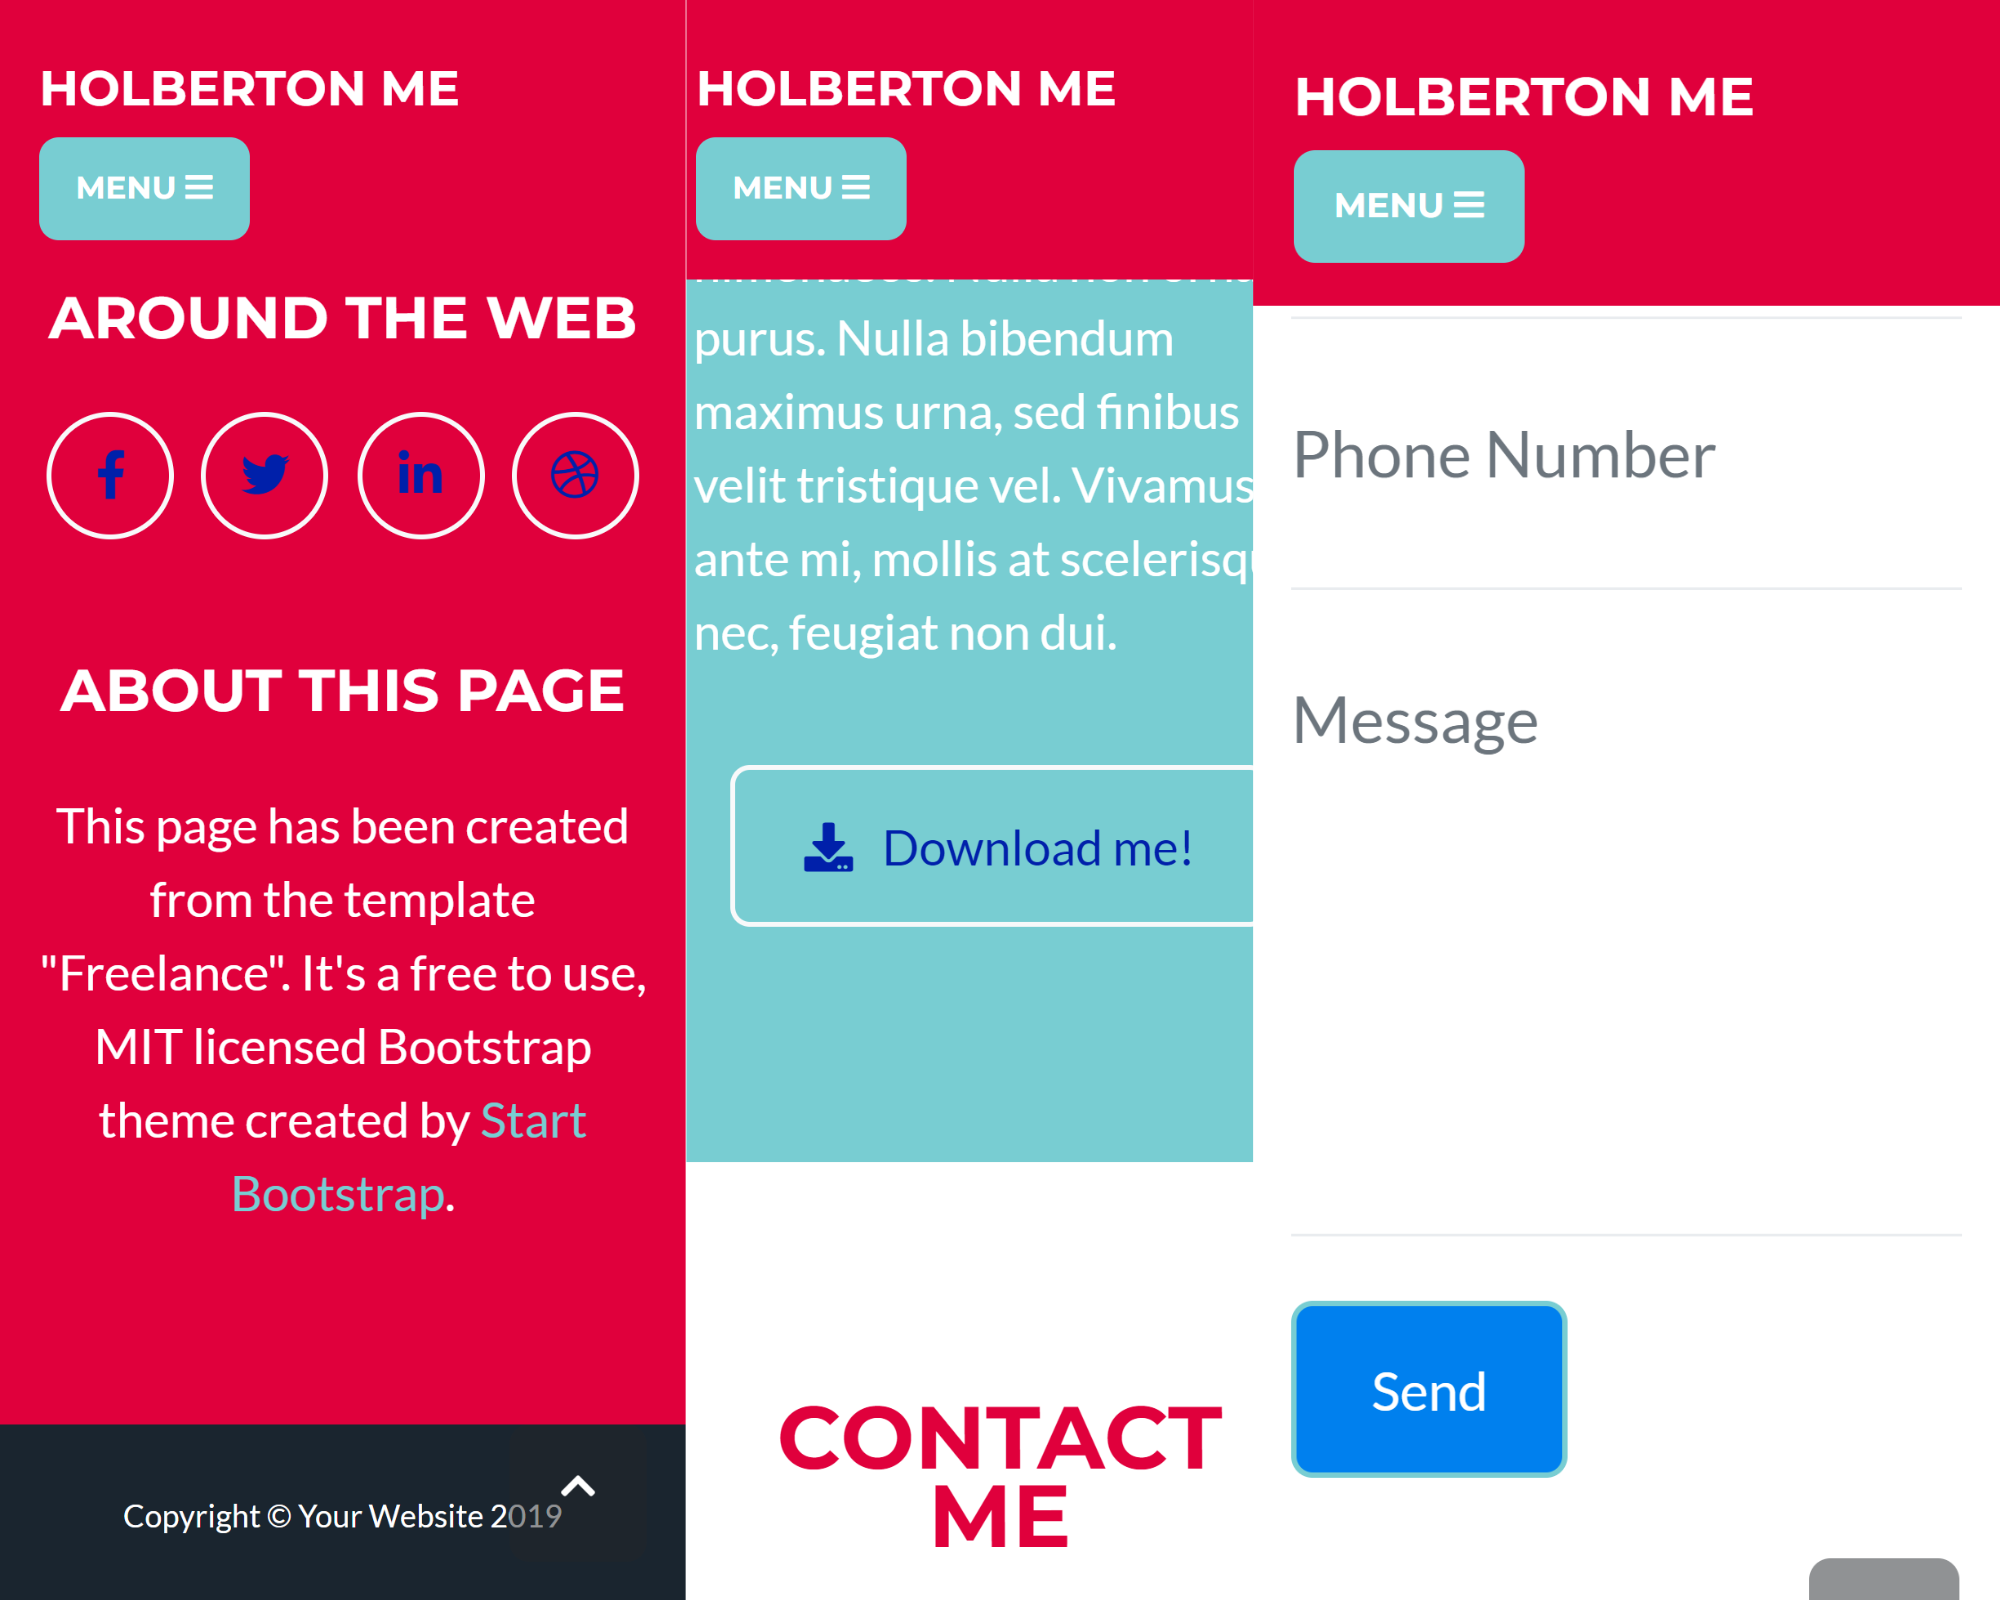 HOLBERTON ME
MENU
AROUND THE WEB
ABOUT THIS PAGE
This page has been created
from the template
"Freelance". It's a free to use,
MIT licensed Bootstrap
theme created by Start
Bootstrap.
Copyright © Your Website 2019
HOLBERTON ME
MENU
purus. Nulla bibendum
maximus urna, sed finibus
velit tristique vel. Vivamus
ante mi, mollis at
nec, feugiat non dui.
Download me!
CONTACT
ME
HOLBERTON ME
MENU
Phone Number
Message
Send